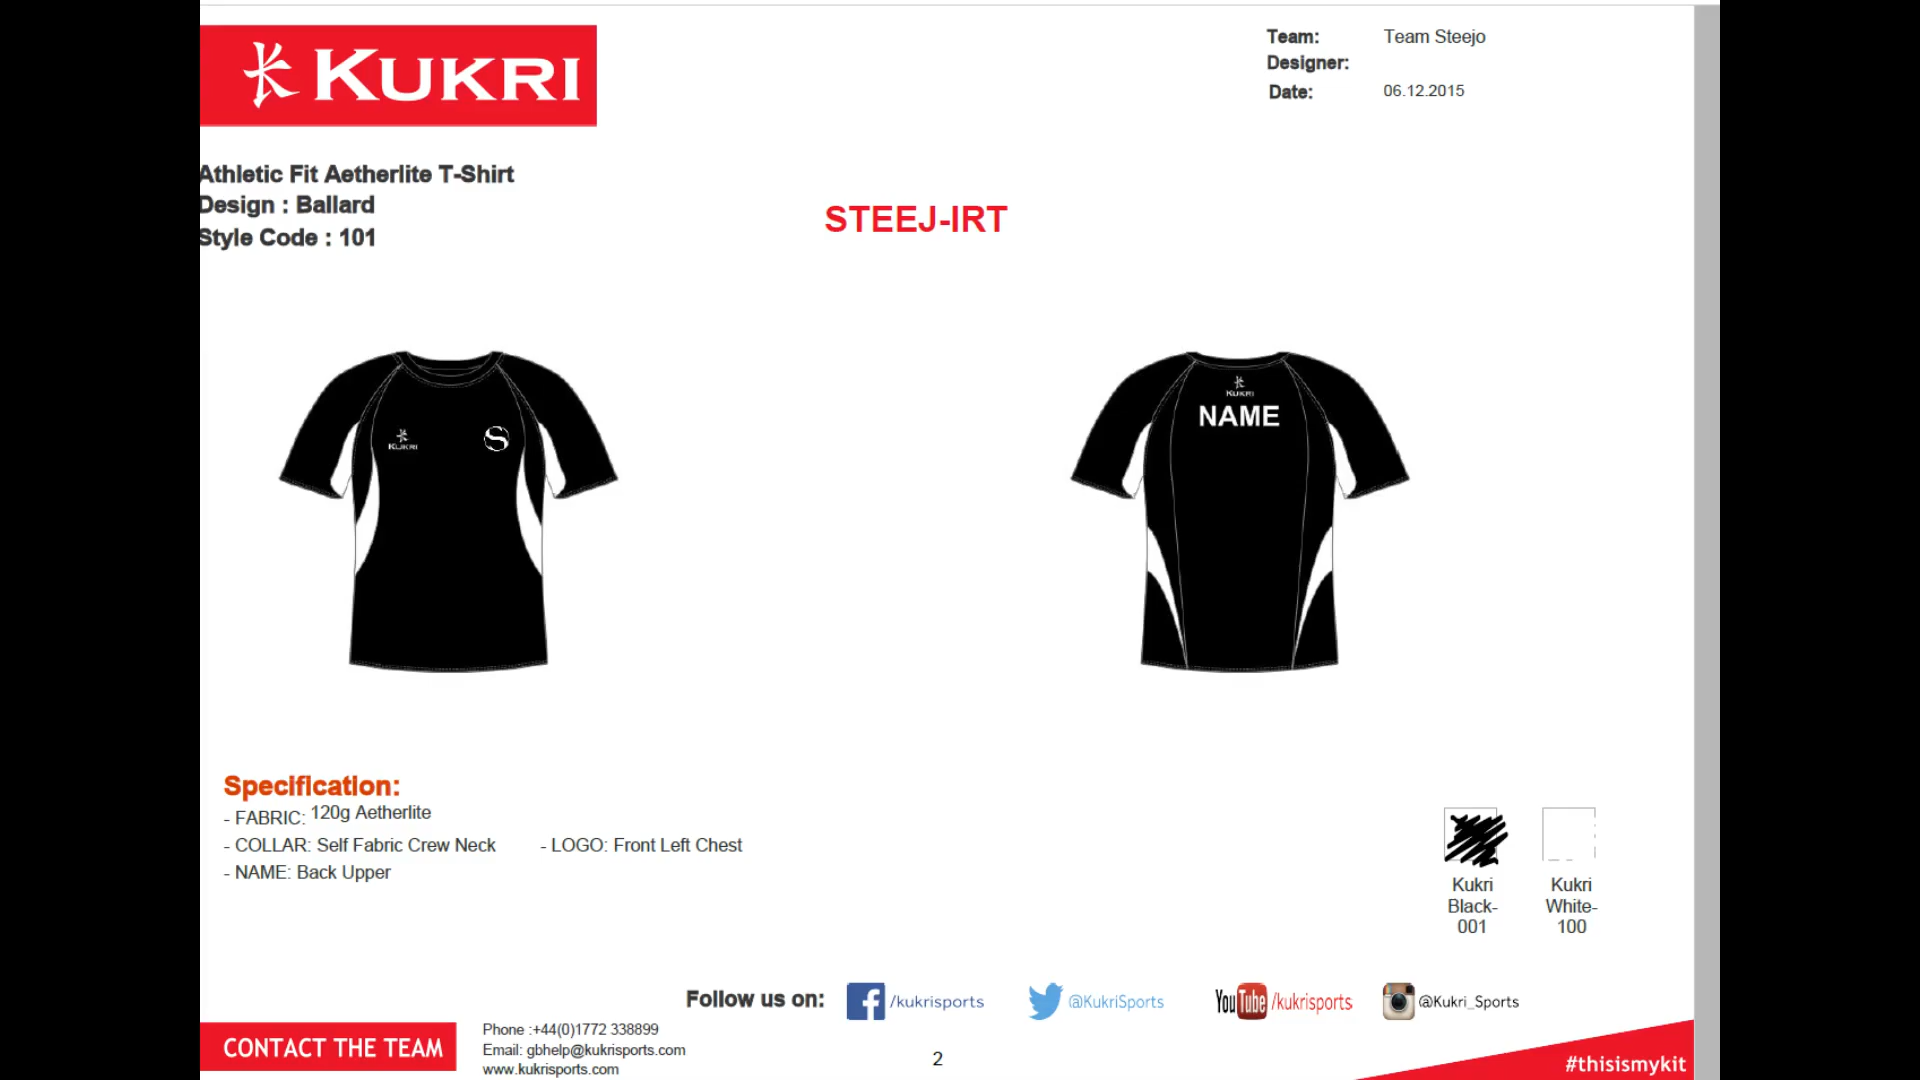 KUKRI
Team: Team Steejo
Designer:
Date: 06.12.2015
Athletic Fit Aetherlite T-Shirt
Design : Ballard
Style Code : 101
STEEJ-IRT
KUKRI
S
KUKRI
NAME
Specification:
- FABRIC: 120g Aetherlite
- COLLAR: Self Fabric Crew Neck - LOGO: Front Left Chest
- NAME: Back Upper
Kukri
Black-
001
Kukri
White-
100
Follow us on: /kukrisports @KukriSports YouTube /kukrisports @Kukri_Sports
CONTACT THE TEAM
Phone :+44(0)1772 338899
Email: gbhelp@kukrisports.com
www.kukrisports.com
2
#thisismykit